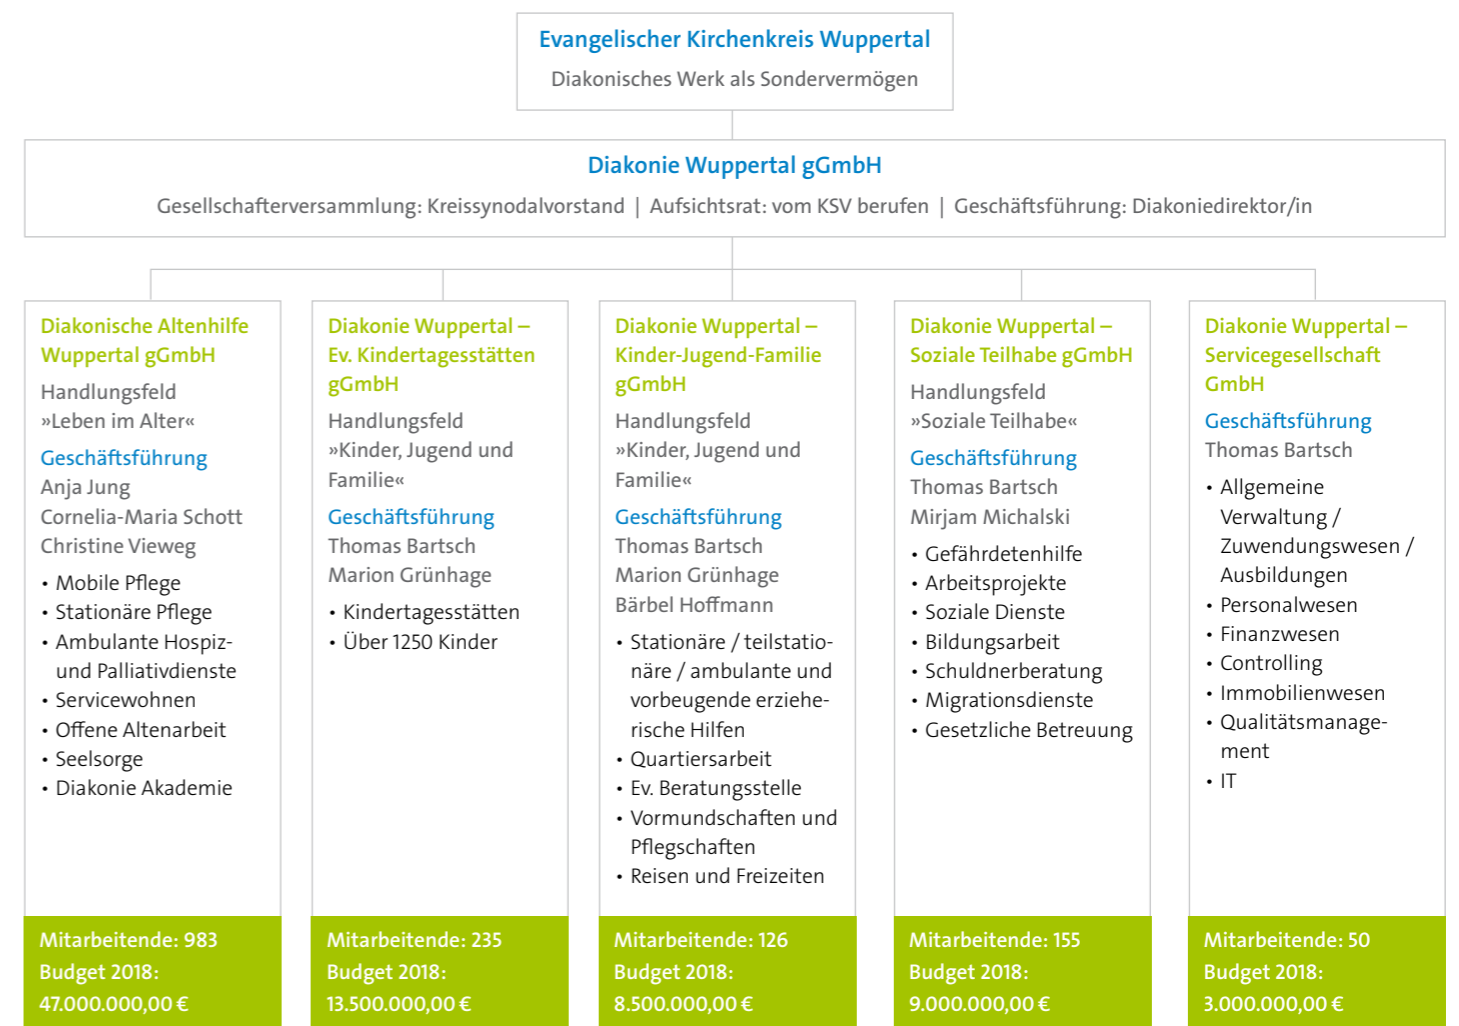 Evangelischer Kirchenkreis Wuppertal
Diakonisches Werk als Sondervermögen
Diakonie Wuppertal gGmbH
Gesellschafterversammlung: Kreissynodalvorstand | Aufsichtsrat: vom KSV berufen | Geschäftsführung: Diakoniedirektor/in
Diakonische Altenhilfe
Wuppertal gGmbH
Handlungsfeld
»Leben im Alter«
Geschäftsführung
Anja Jung
Cornelia-Maria Schott
Christine Vieweg
• Mobile Pflege
• Stationäre Pflege
• Ambulante Hospiz-
und Palliativdienste
• Servicewohnen
• Offene Altenarbeit
• Seelsorge
• Diakonie Akademie
Mitarbeitende: 983
Budget 2018:
47.000.000,00 €
Diakonie Wuppertal –
Ev. Kindertagesstätten
gGmbH
Handlungsfeld
»Kinder, Jugend und
Familie«
Geschäftsführung
Thomas Bartsch
Marion Grünhage
• Kindertagesstätten
• Über 1250 Kinder
Mitarbeitende: 235
Budget 2018:
13.500.000,00 €
Diakonie Wuppertal –
Kinder-Jugend-Familie
gGmbH
Handlungsfeld
»Kinder, Jugend und
Familie«
Geschäftsführung
Thomas Bartsch
Marion Grünhage
Bärbel Hoffmann
• Stationäre / teilstatio-
näre / ambulante und
vorbeugende erziehe-
rische Hilfen
• Quartiersarbeit
• Ev. Beratungsstelle
• Vormundschaften und
Pflegschaften
• Reisen und Freizeiten
Mitarbeitende: 126
Budget 2018:
8.500.000,00 €
Diakonie Wuppertal –
Soziale Teilhabe gGmbH
Handlungsfeld
»Soziale Teilhabe«
Geschäftsführung
Thomas Bartsch
Mirjam Michalski
• Gefährdetenhilfe
• Arbeitsprojekte
• Soziale Dienste
• Bildungsarbeit
• Schuldnerberatung
• Migrationsdienste
• Gesetzliche Betreuung
Mitarbeitende: 155
Budget 2018:
9.000.000,00 €
Diakonie Wuppertal –
Servicegesellschaft
GmbH
Geschäftsführung
Thomas Bartsch
• Allgemeine
Verwaltung /
Zuwendungswesen /
Ausbildungen
• Personalwesen
• Finanzwesen
• Controlling
• Immobilienwesen
• Qualitätsmanage-
ment
• IT
Mitarbeitende: 50
Budget 2018:
3.000.000,00 €